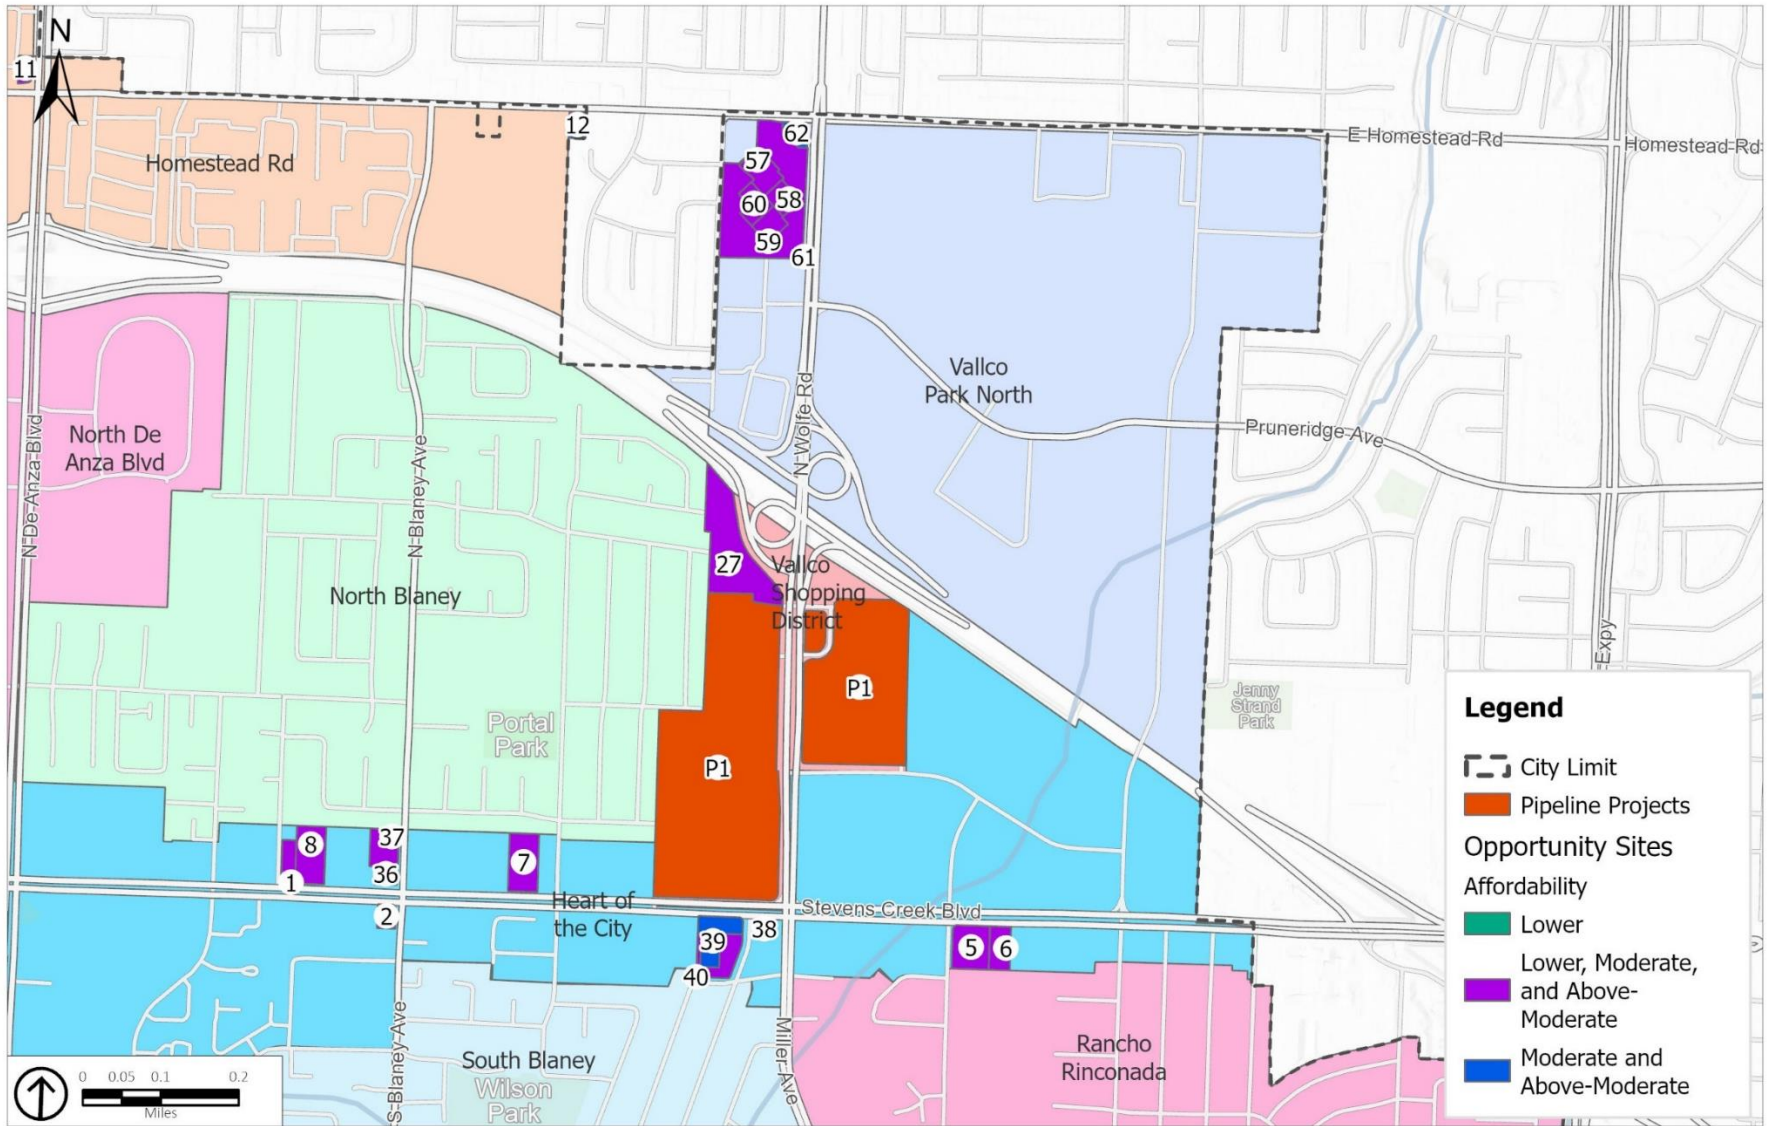 N
11
12
62
E Homestead Rd
Homestead Rd
Homestead Rd
57
58
60
59
61
Vallco
Park North
N Wolfe Rd
Pruneridge Ave
North De
Anza Blvd
N De Anza Blvd
N Blaney Ave
27
Vallco
Shopping
District
North Blaney
Expy
P1
P1
Jenny
Strand
Park
Portal
Park
8
37
7
1
36
2
Heart of
the City
Stevens Creek Blvd
38
39
40
5
6
S Blaney Ave
Miller Ave
South Blaney
Wilson
Park
Rancho
Rinconada
0 0.05 0.1 0.2
Miles
Legend
City Limit
Pipeline Projects
Opportunity Sites
Affordability
Lower
Lower, Moderate,
and Above-
Moderate
Moderate and
Above-Moderate